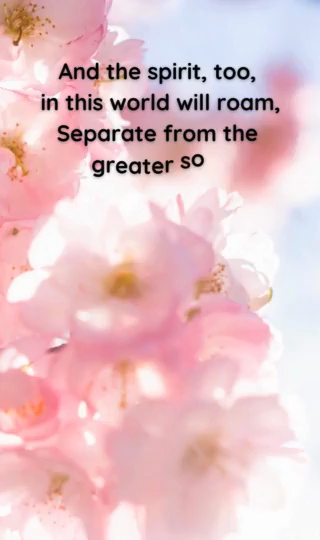 And the spirit, too,
in this world will roam,
Separate from the
greater so